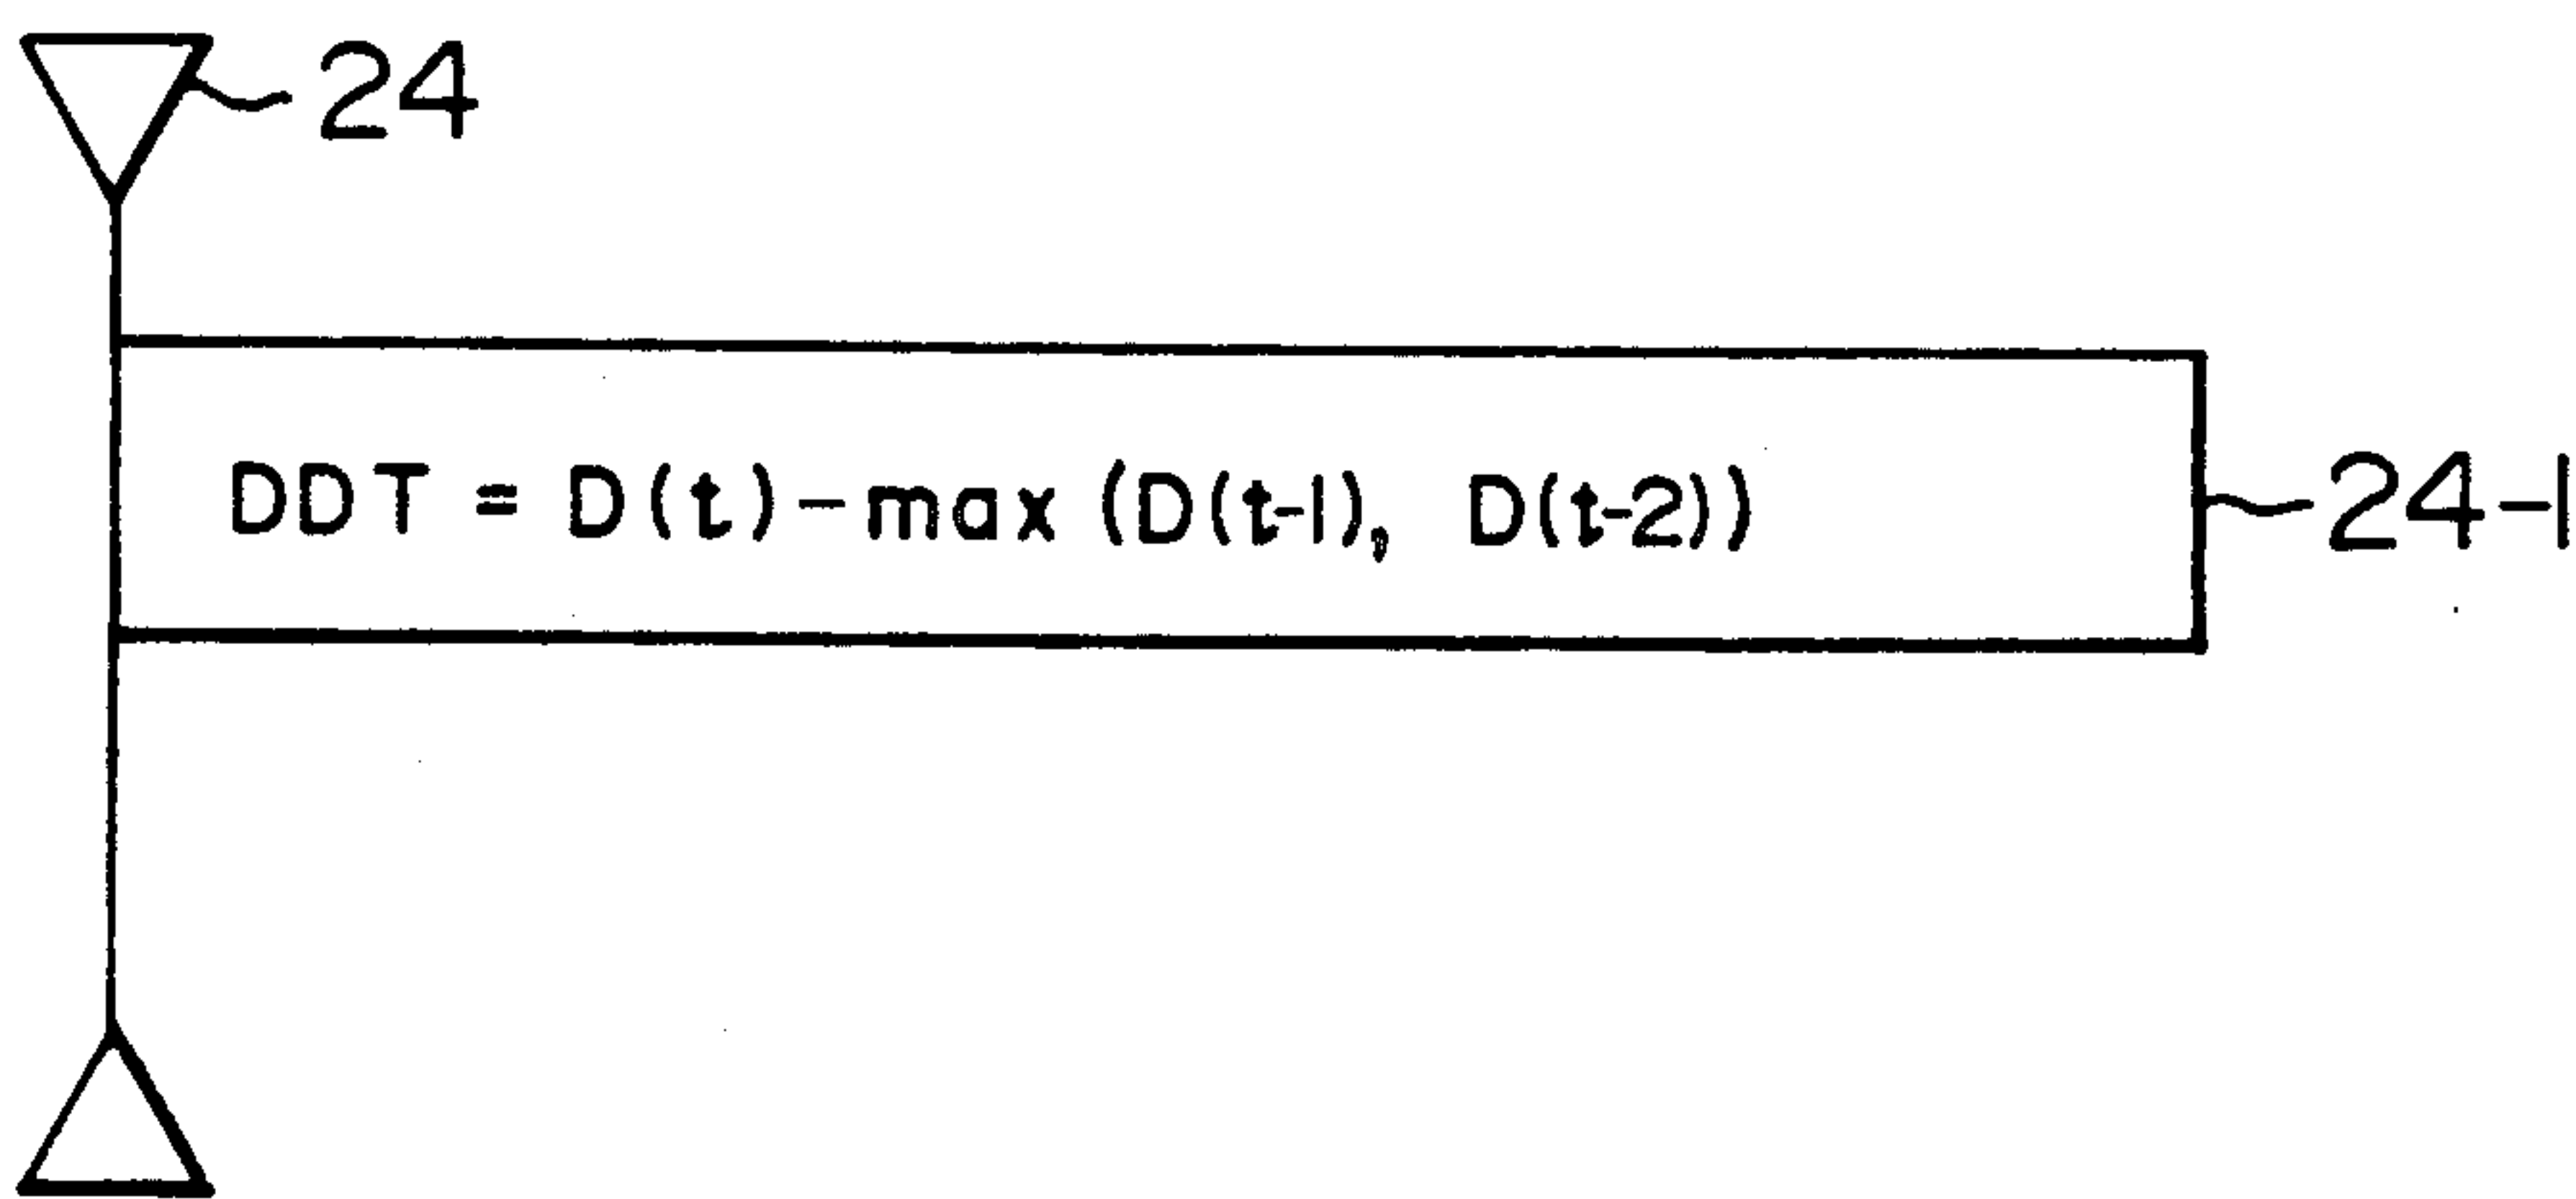 24
DDT = D(t)-max (D(t-1), D(t-2))
24-1